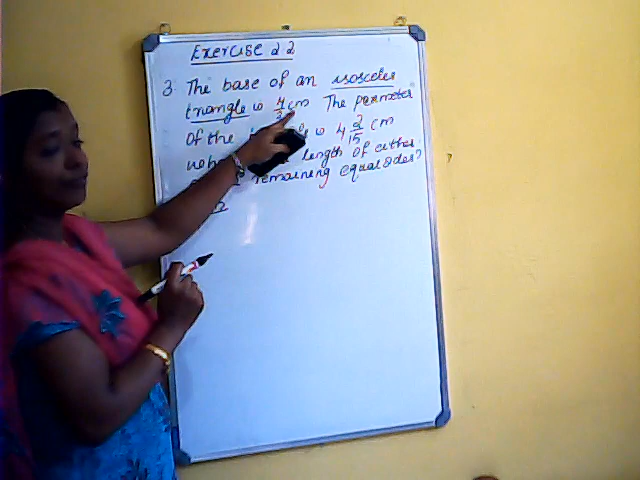 Exercise 2 2
3 The base of an isosceles
triangle is 4/3 cm The perimeter
of the is 4 2/15 cm
length of either
remaining equal sides?